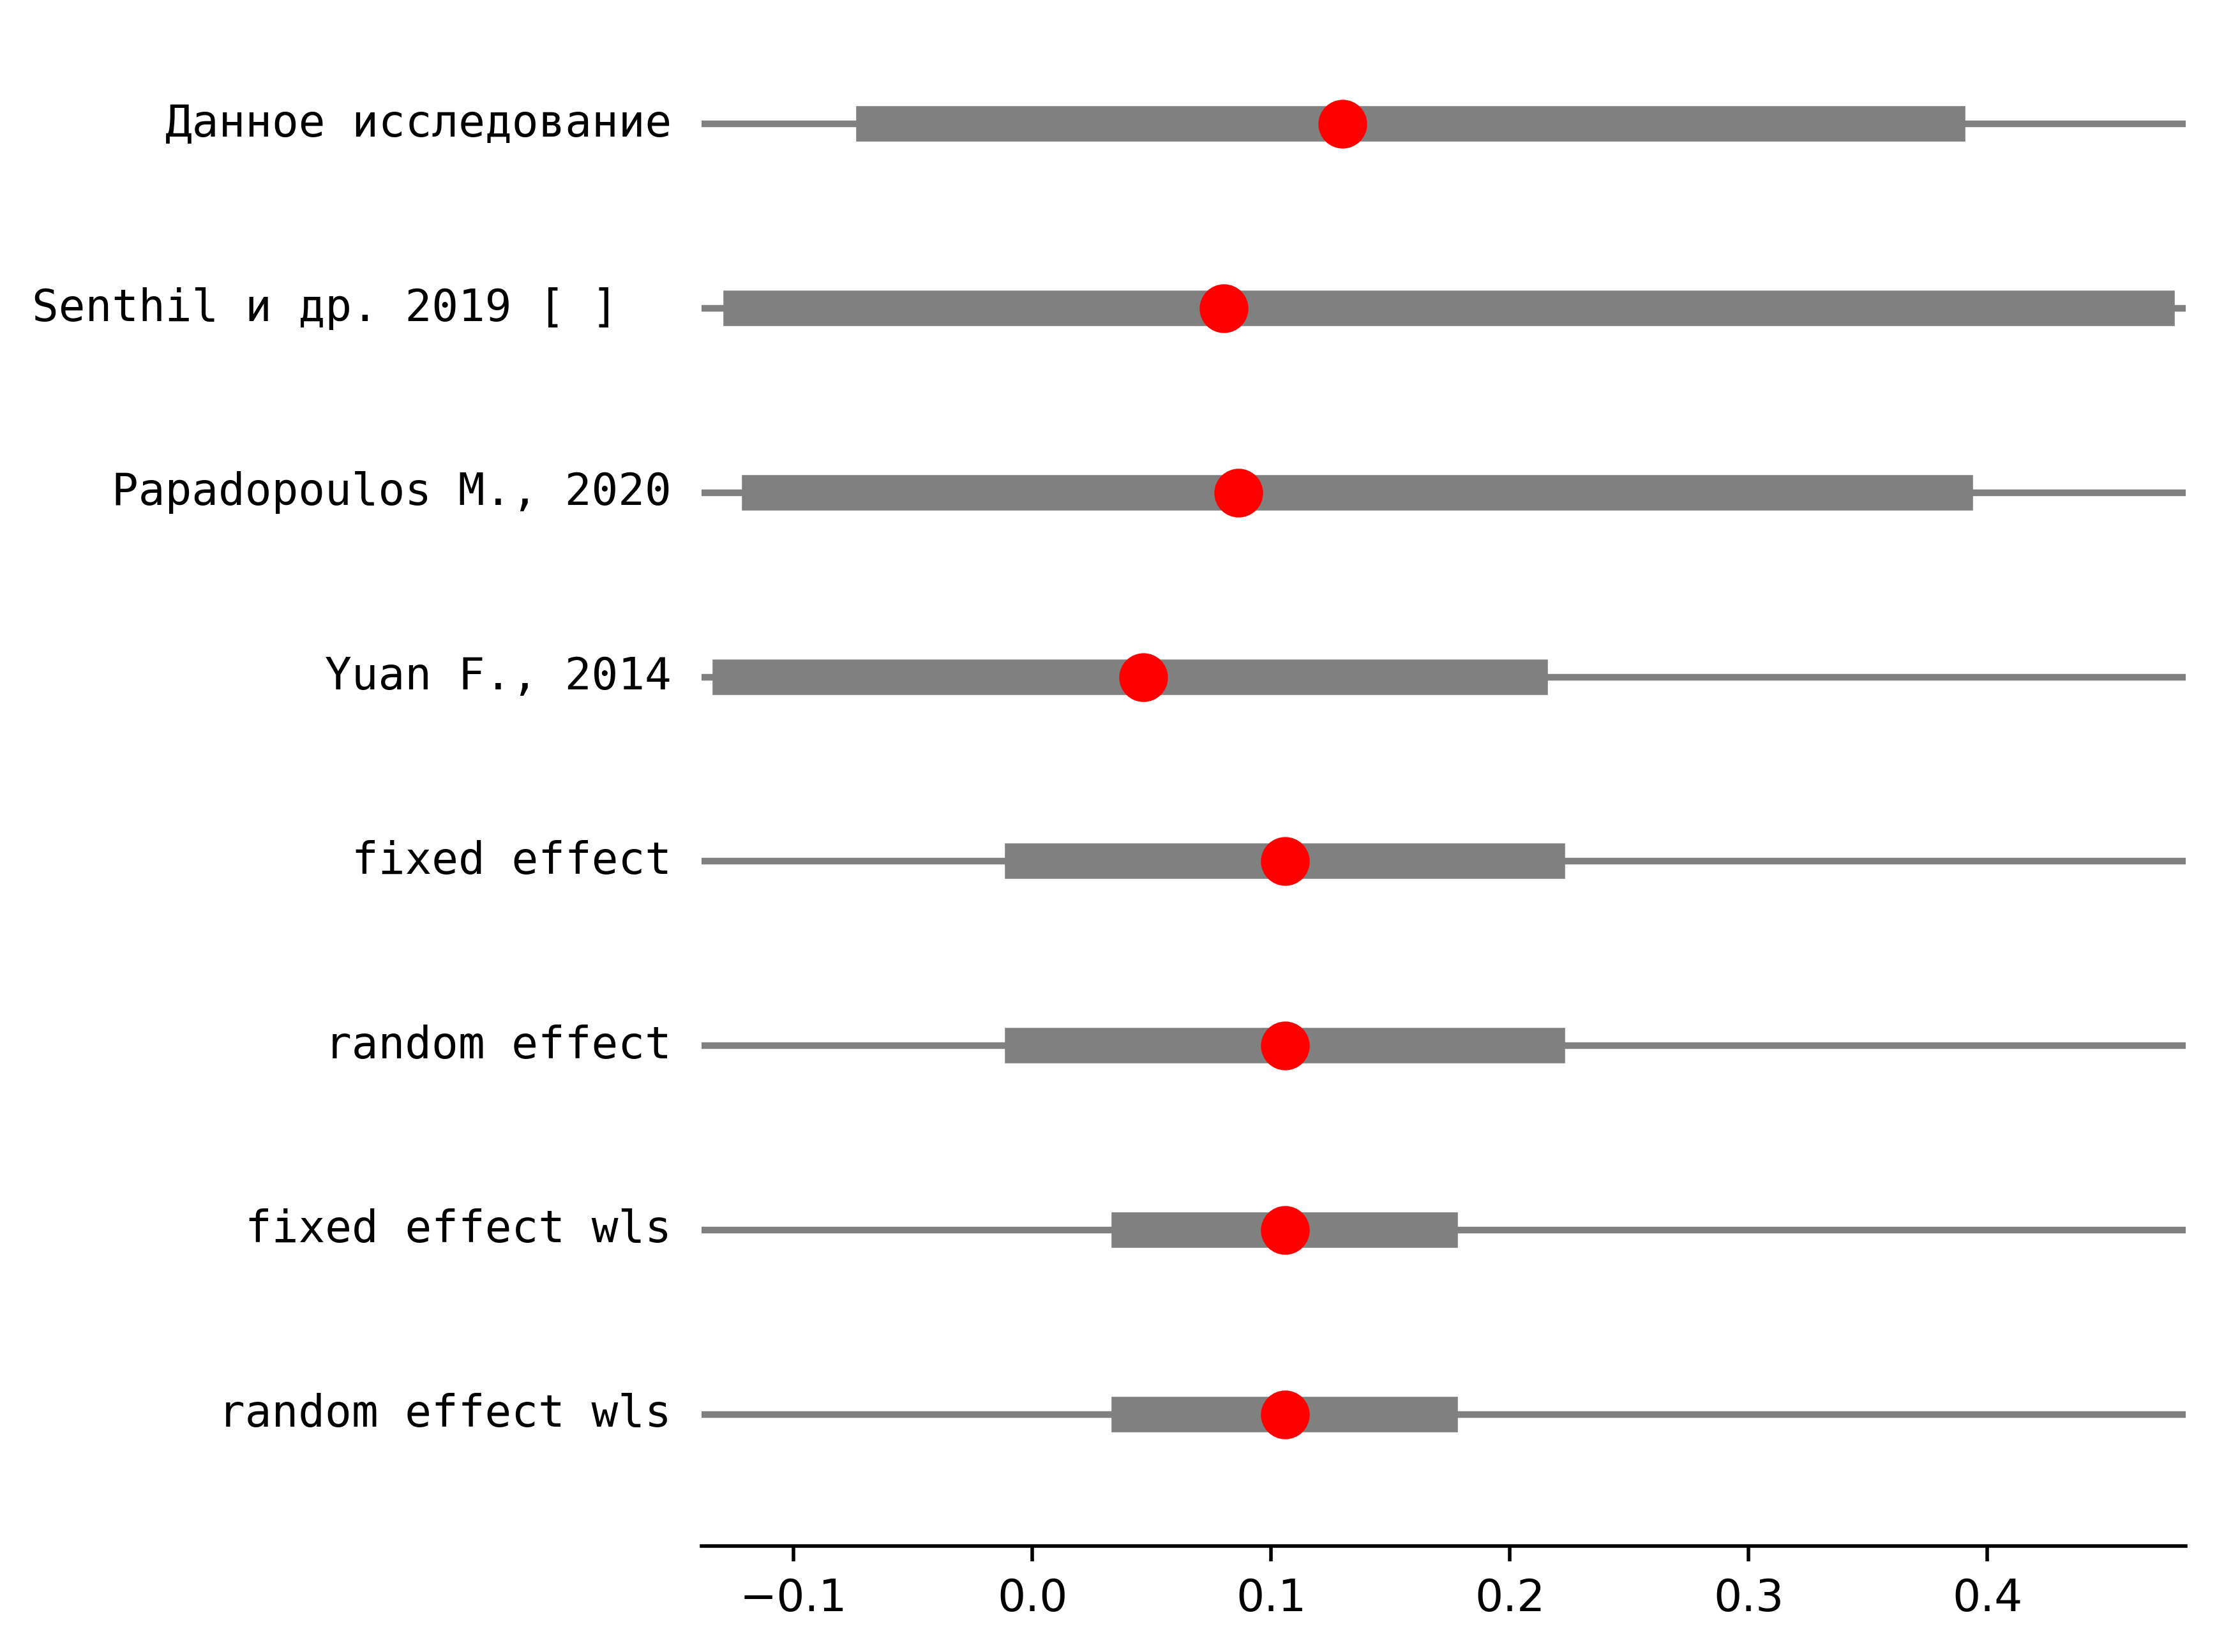 Данное исследование
Senthil и др. 2019 [ ]
Papadopoulos M., 2020
Yuan F., 2014
fixed effect
random effect
fixed effect wls
random effect wls
−0.1 0.0 0.1 0.2 0.3 0.4